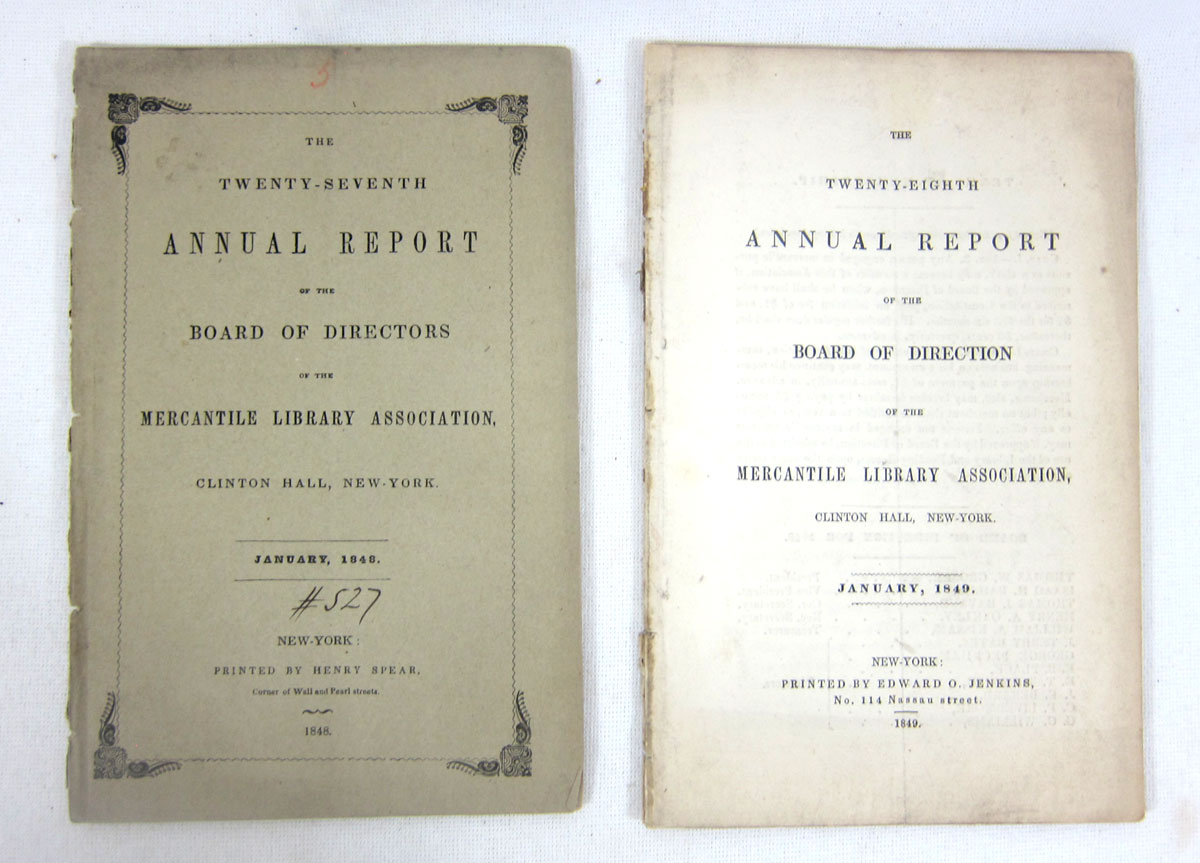 3
THE
TWENTY-SEVENTH
ANNUAL REPORT
OF THE
BOARD OF DIRECTORS
OF THE
MERCANTILE LIBRARY ASSOCIATION,
CLINTON HALL, NEW-YORK.
JANUARY, 1848.
#527
NEW-YORK:
PRINTED BY HENRY SPEAR,
Corner of Wall and Pearl streets.
1848.
THE
TWENTY-EIGHTH
ANNUAL REPORT
OF THE
BOARD OF DIRECTION
OF THE
MERCANTILE LIBRARY ASSOCIATION,
CLINTON HALL, NEW-YORK.
JANUARY, 1849.
NEW-YORK:
PRINTED BY EDWARD O. JENKINS,
No. 114 Nassau street.
1849.